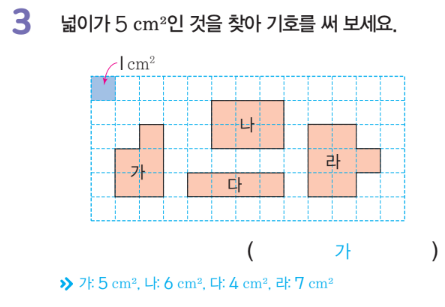 3 넓이가 5 cm²인 것을 찾아 기호를 써 보세요.
1 cm²
나
라
가
다
( 가 )
» 가: 5 cm², 나: 6 cm², 다: 4 cm², 라: 7 cm²